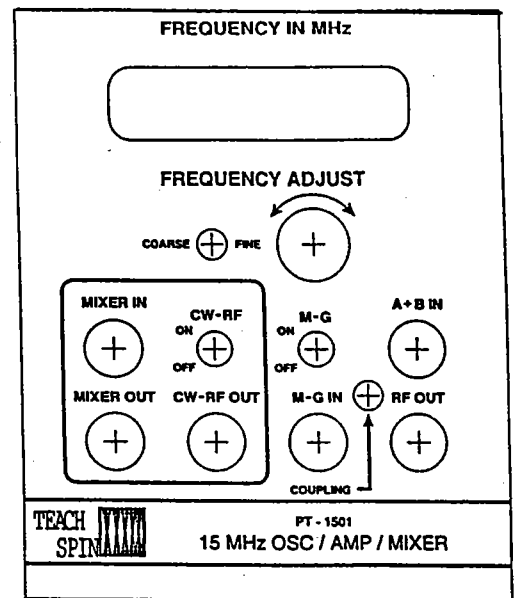 FREQUENCY IN MHz
FREQUENCY ADJUST
COARSE FINE
MIXER IN
CW-RF
ON
OFF
M-G
ON
OFF
A+B IN
MIXER OUT
CW-RF OUT
M-G IN
RF OUT
COUPLING
TEACH
SPIN
PT - 1501
15 MHz OSC / AMP / MIXER